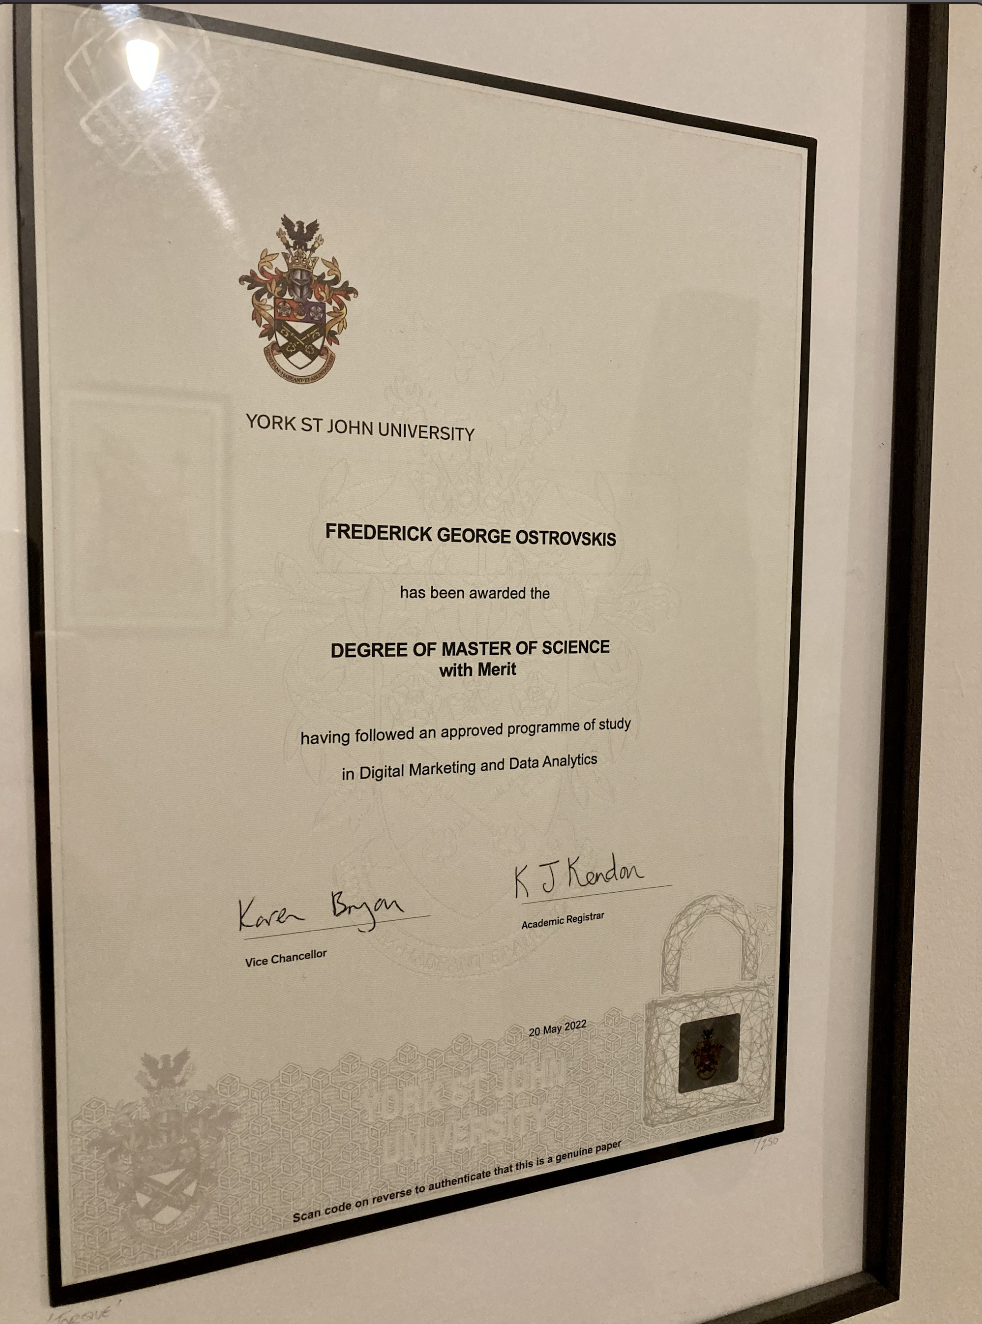 YORK ST JOHN UNIVERSITY
FREDERICK GEORGE OSTROVSKIS
has been awarded the
DEGREE OF MASTER OF SCIENCE
with Merit
having followed an approved programme of study
in Digital Marketing and Data Analytics
Karen Bryan
K J Kendon
Vice Chancellor
Academic Registrar
20 May 2022
YORK ST JOHN
UNIVERSITY
Scan code on reverse to authenticate that this is a genuine paper